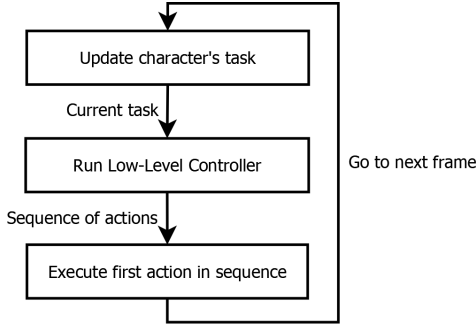 Update character's task
Current task
Run Low-Level Controller
Go to next frame
Sequence of actions
Execute first action in sequence